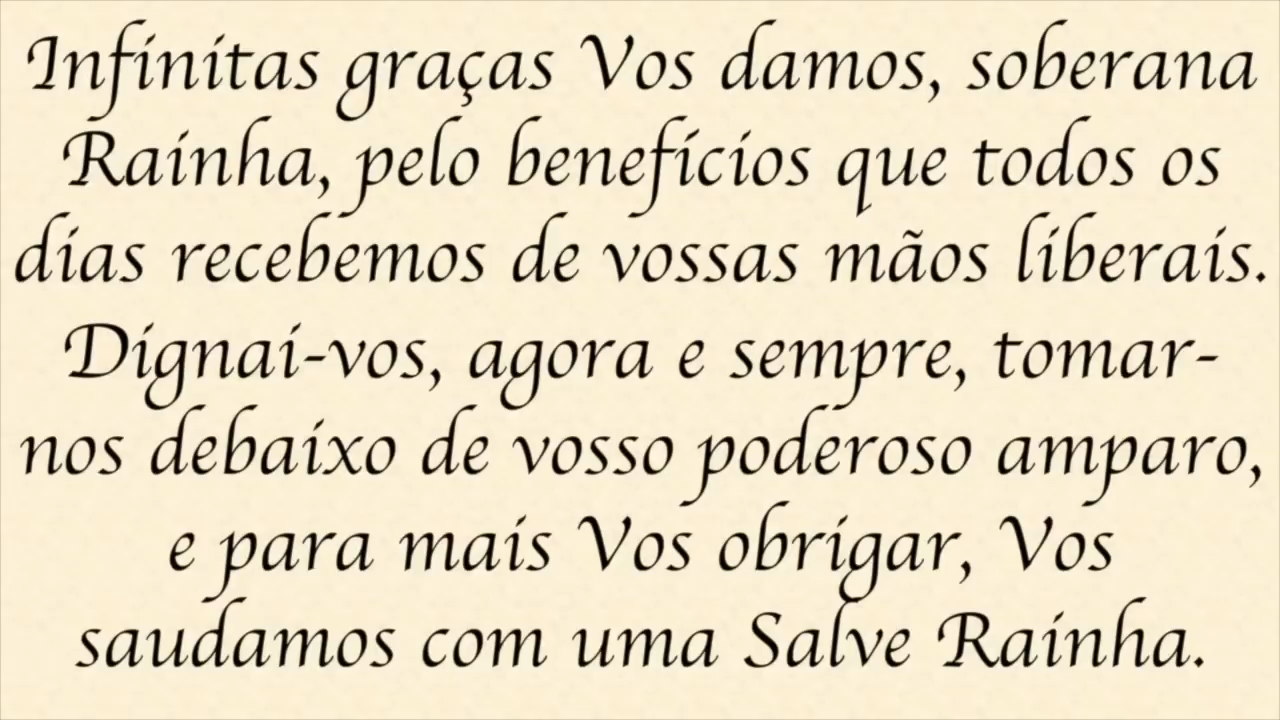 Infinitas graças Vos damos, soberana
Rainha, pelo benefícios que todos os
dias recebemos de vossas mãos liberais.
Dignai-vos, agora e sempre, tomar-
nos debaixo de vosso poderoso amparo,
e para mais Vos obrigar, Vos
saudamos com uma Salve Rainha.